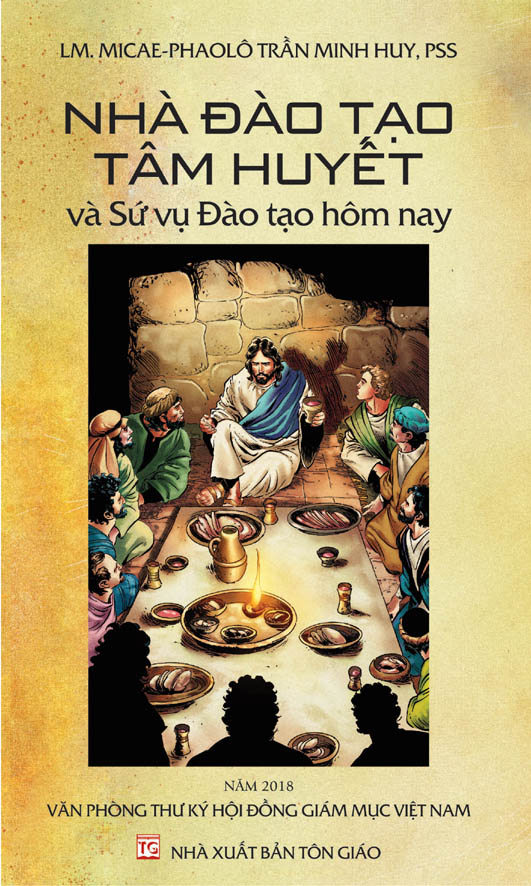 LM. MICAE-PHAOLÔ TRẦN MINH HUY, PSS
NHÀ ĐÀO TẠO
TÂM HUYẾT
và Sứ vụ Đào tạo hôm nay
NĂM 2018
VĂN PHÒNG THƯ KÝ HỘI ĐỒNG GIÁM MỤC VIỆT NAM
TG NHÀ XUẤT BẢN TÔN GIÁO